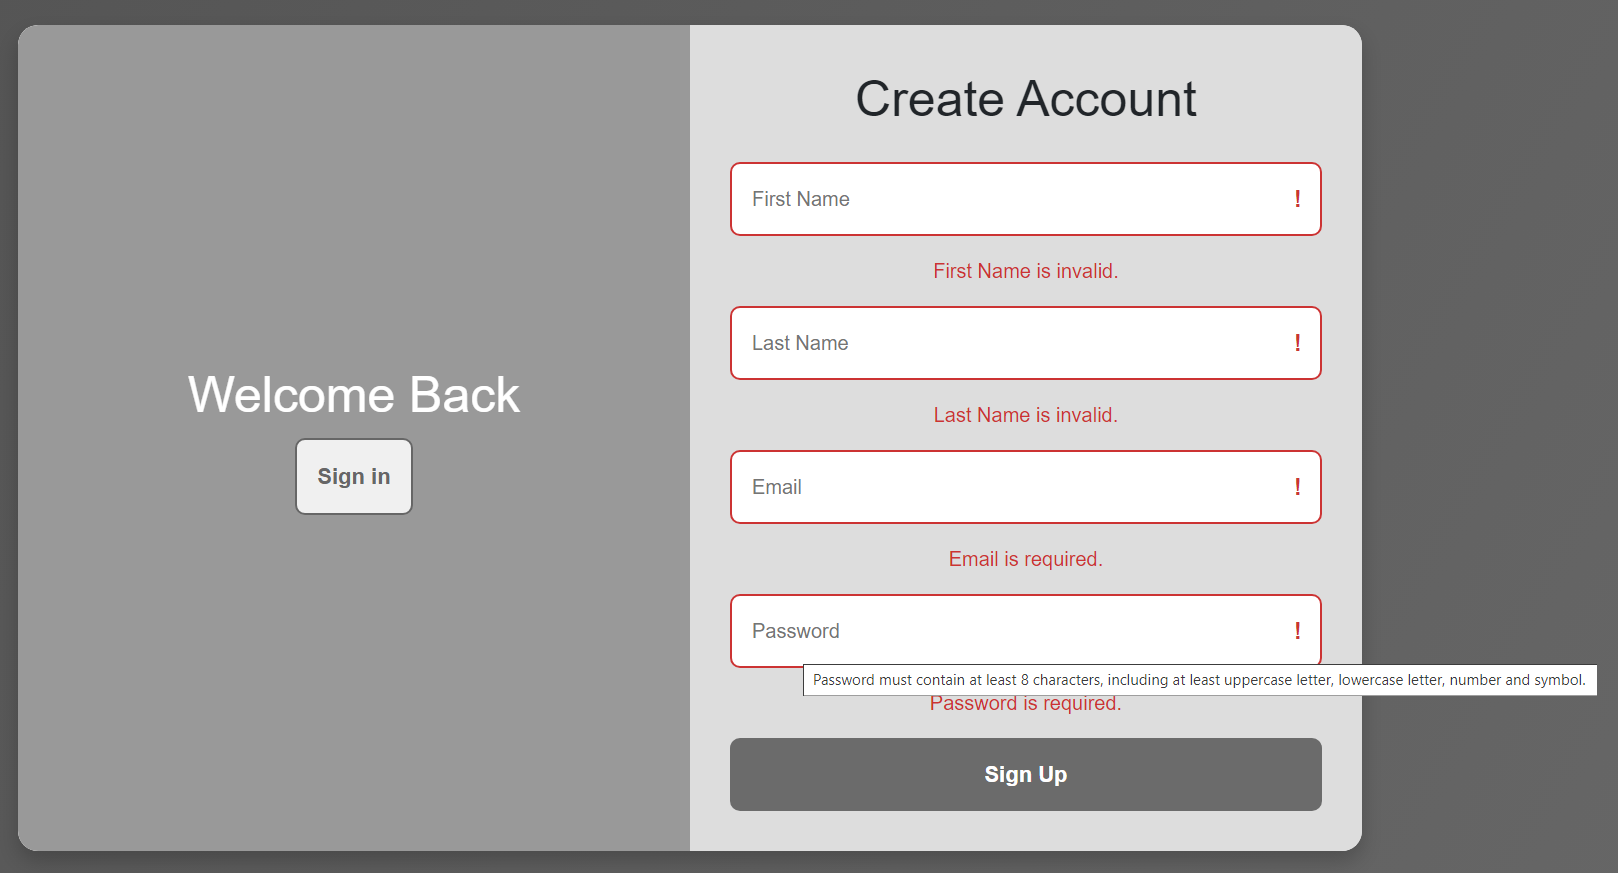 Welcome Back
Sign in
Create Account
First Name
!
First Name is invalid.
Last Name
!
Last Name is invalid.
Email
!
Email is required.
Password
!
Password must contain at least 8 characters, including at least uppercase letter, lowercase letter, number and symbol.
Password is required.
Sign Up